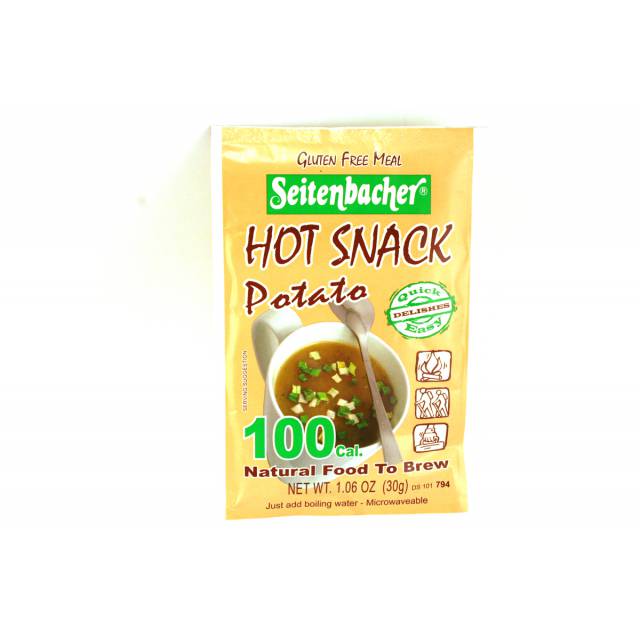 GLUTEN FREE MEAL
Seitenbacher®
HOT SNACK
Potato
Quick
DELISHES
Easy
SERVING SUGGESTION
100 Cal.
Natural Food To Brew
NET WT. 1.06 OZ (30g) DS 101 794
Just add boiling water - Microwaveable